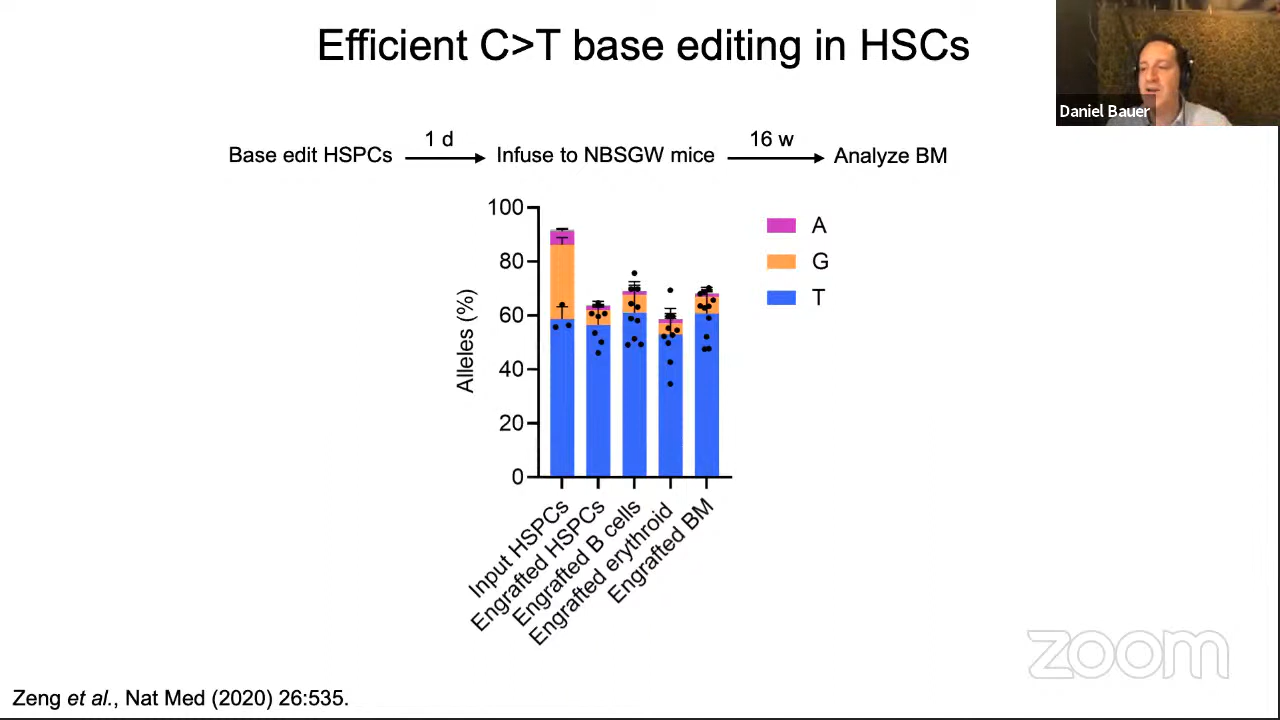 Efficient C>T base editing in HSCs
Daniel Bauer
Base edit HSPCs 1 d Infuse to NBSGW mice 16 w Analyze BM
100
80
60
40
20
0
Alleles (%)
A
G
T
Input HSPCs
Engrafted HSPCs
Engrafted B cells
Engrafted erythroid
Engrafted BM
zoom
Zeng et al., Nat Med (2020) 26:535.